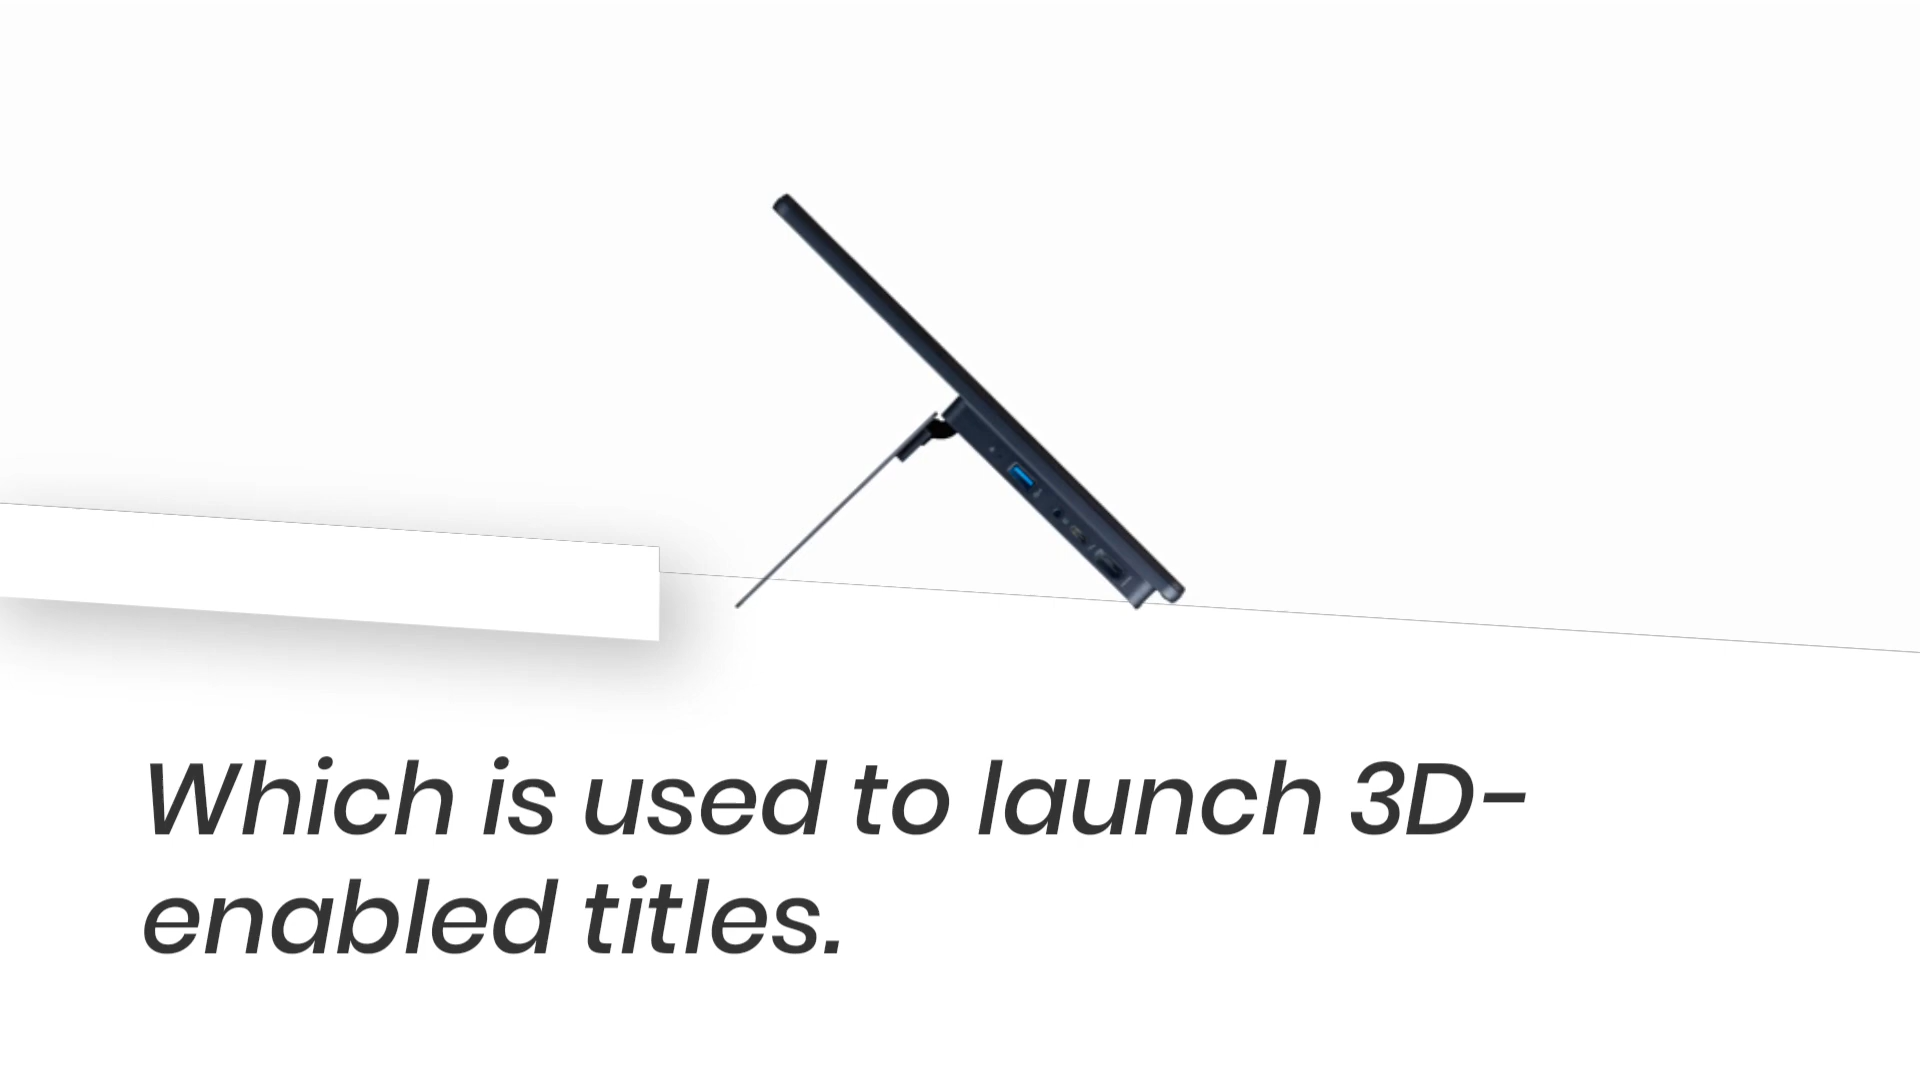 Which is used to launch 3D-
enabled titles.